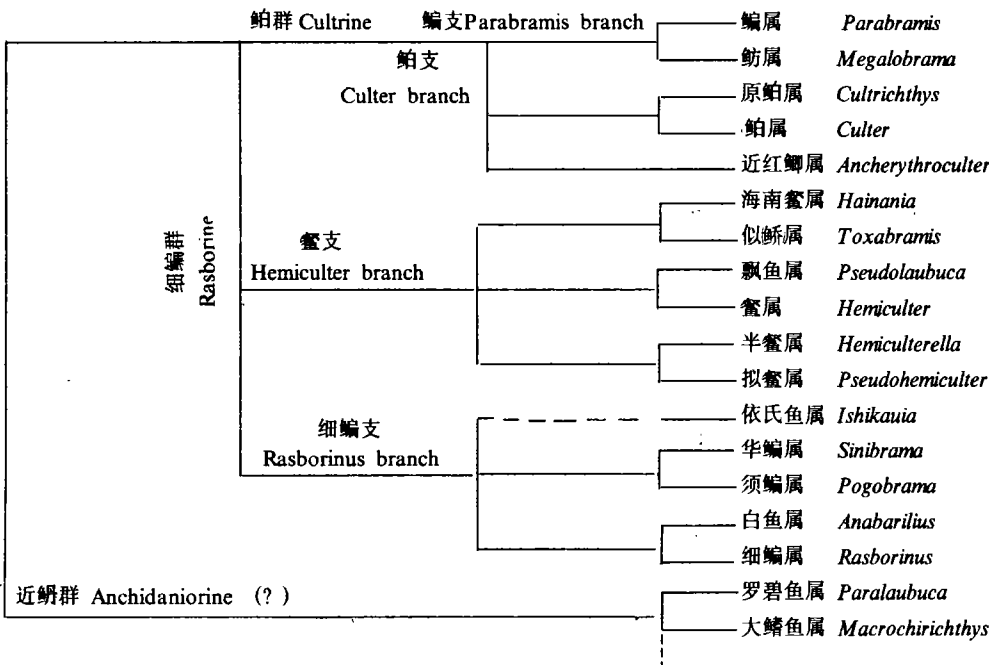 鲌群 Cultrine 鳊支 Parabramis branch
鳊属 Parabramis
鲂属 Megalobrama
鲌支
Culter branch
原鲌属 Cultrichthys
鲌属 Culter
近红鲫属 Ancherythroculter
细鳊群
Rasborine
海南䱗属 Hainania
似鱎属 Toxabramis
䱗支
Hemiculter branch
飘鱼属 Pseudolaubuca
䱗属 Hemiculter
半䱗属 Hemiculterella
拟䱗属 Pseudohemiculter
依氏鱼属 Ishikauia
细鳊支
Rasborinus branch
华鳊属 Sinibrama
须鳊属 Pogobrama
白鱼属 Anabarilius
细鳊属 Rasborinus
近鲃群 Anchidaniorine (?)
罗碧鱼属 Paralaubuca
大鳍鱼属 Macrochirichthys